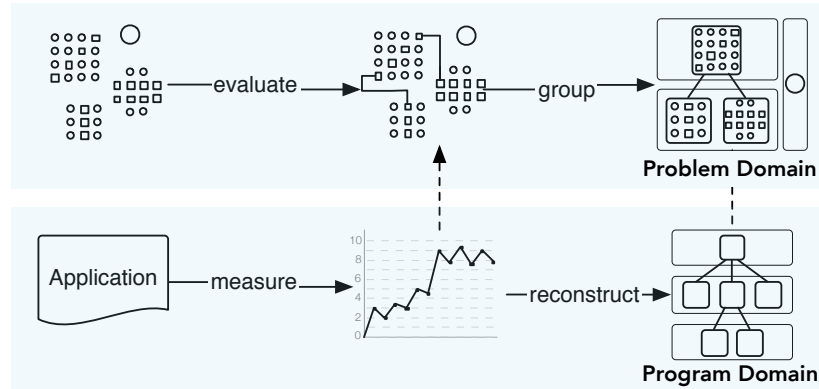 evaluate
group
Problem Domain
Application
measure
10
8
6
4
2
0
reconstruct
Program Domain